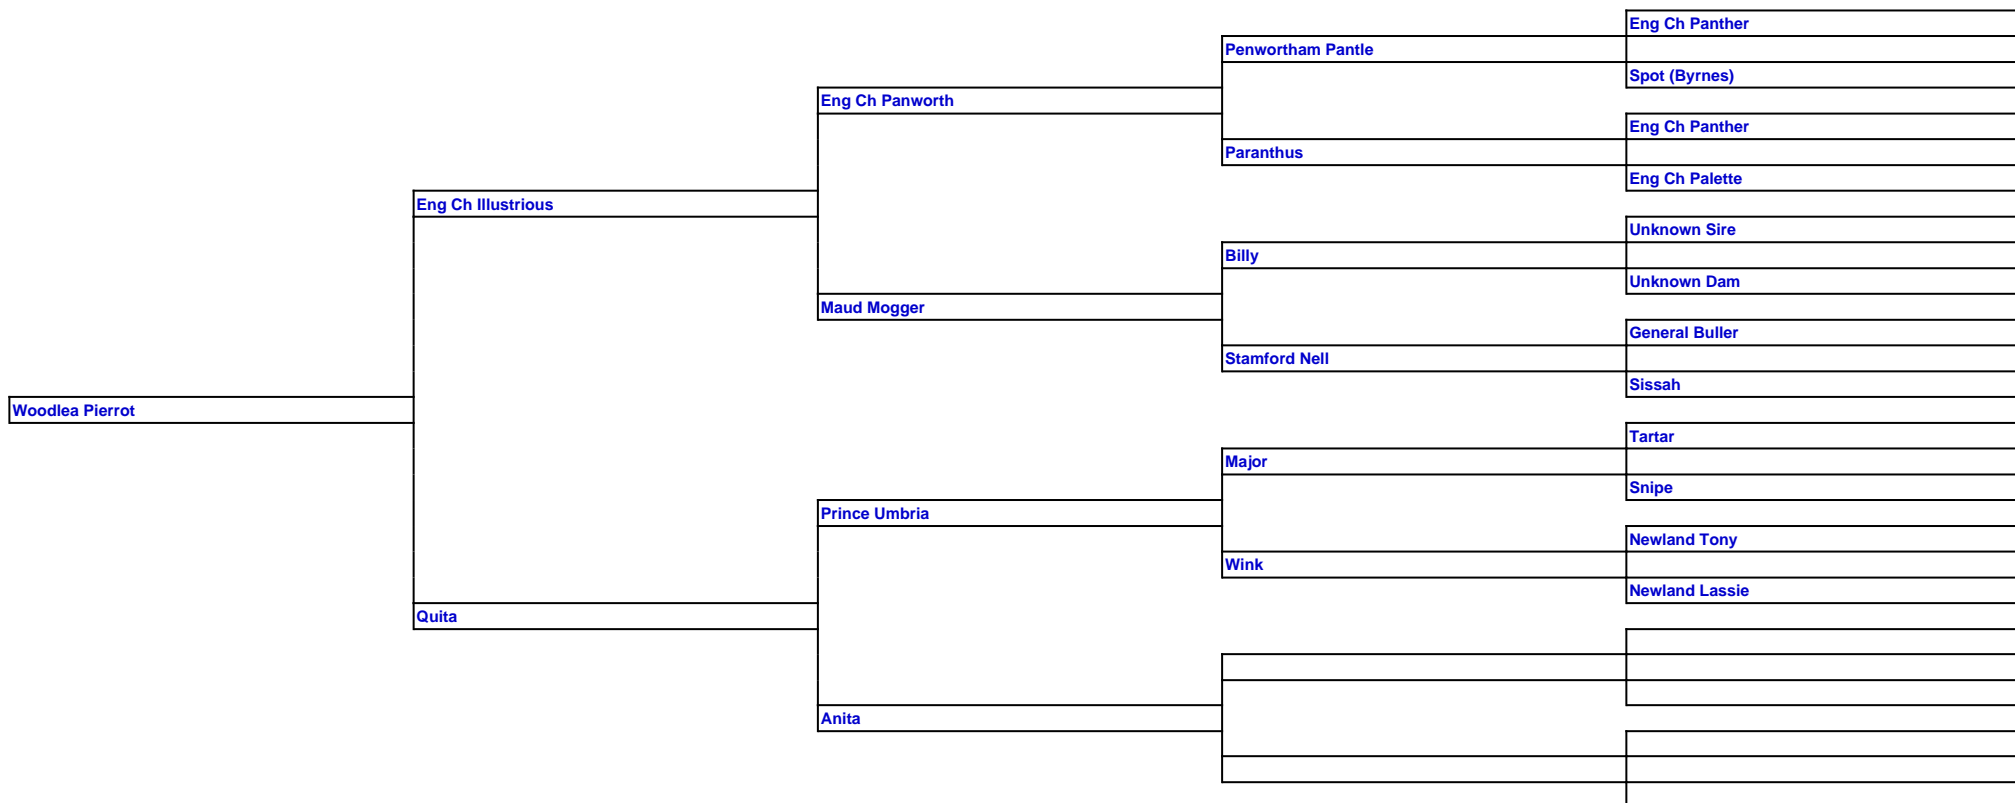 Eng Ch Panther
Penwortham Pantle
Spot (Byrnes)
Eng Ch Panworth
Eng Ch Panther
Paranthus
Eng Ch Palette
Eng Ch Illustrious
Unknown Sire
Billy
Unknown Dam
Maud Mogger
General Buller
Stamford Nell
Sissah
Woodlea Pierrot
Tartar
Major
Snipe
Prince Umbria
Newland Tony
Wink
Newland Lassie
Quita
Anita